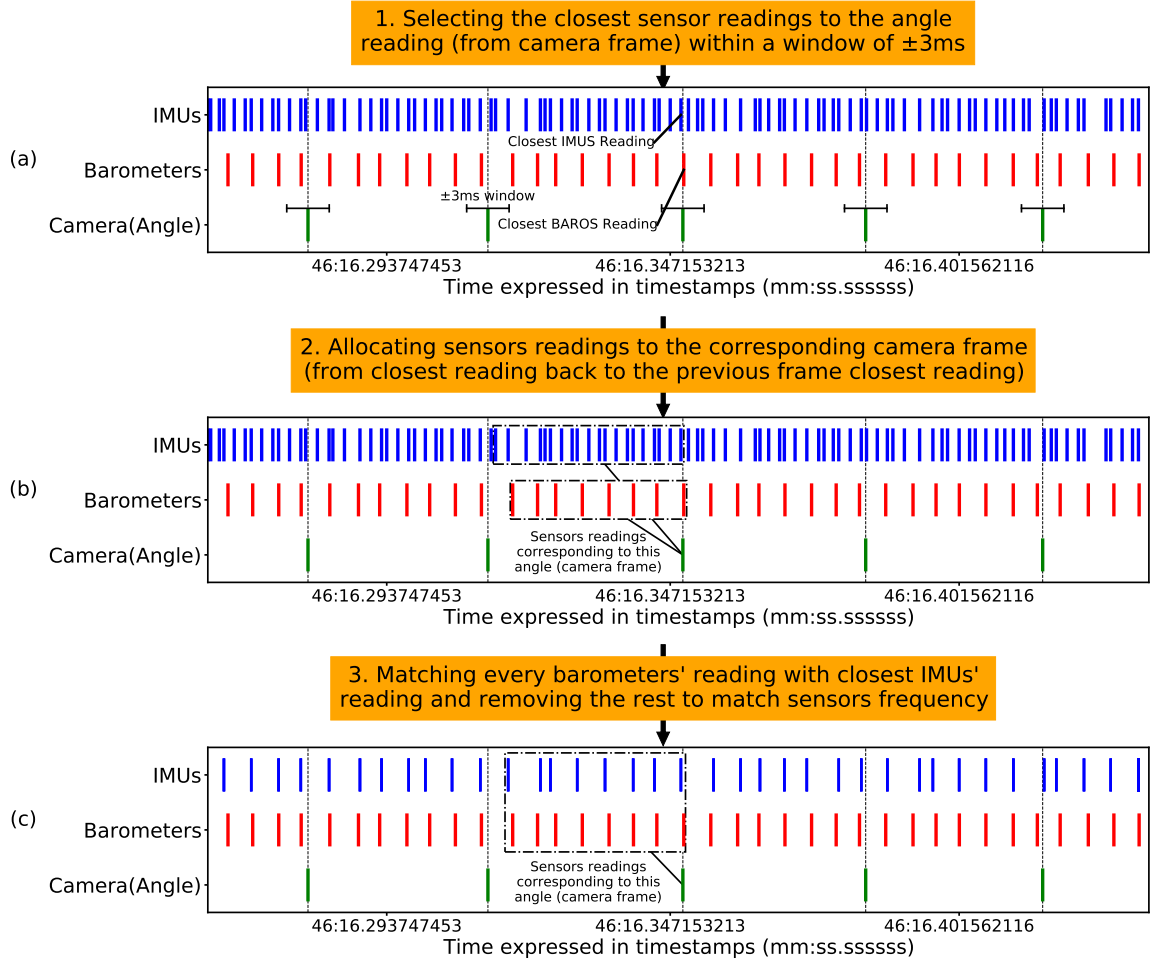 1. Selecting the closest sensor readings to the angle
reading (from camera frame) within a window of ±3ms
(a)
IMUs
Closest IMUS Reading
Barometers
±3ms window
Closest BAROS Reading
Camera(Angle)
46:16.293747453
46:16.347153213
46:16.401562116
Time expressed in timestamps (mm:ss.ssssss)
2. Allocating sensors readings to the corresponding camera frame
(from closest reading back to the previous frame closest reading)
(b)
IMUs
Barometers
Camera(Angle)
Sensors readings
corresponding to this
angle (camera frame)
46:16.293747453
46:16.347153213
46:16.401562116
Time expressed in timestamps (mm:ss.ssssss)
3. Matching every barometers' reading with closest IMUs'
reading and removing the rest to match sensors frequency
(c)
IMUs
Barometers
Camera(Angle)
Sensors readings
corresponding to this
angle (camera frame)
46:16.293747453
46:16.347153213
46:16.401562116
Time expressed in timestamps (mm:ss.ssssss)